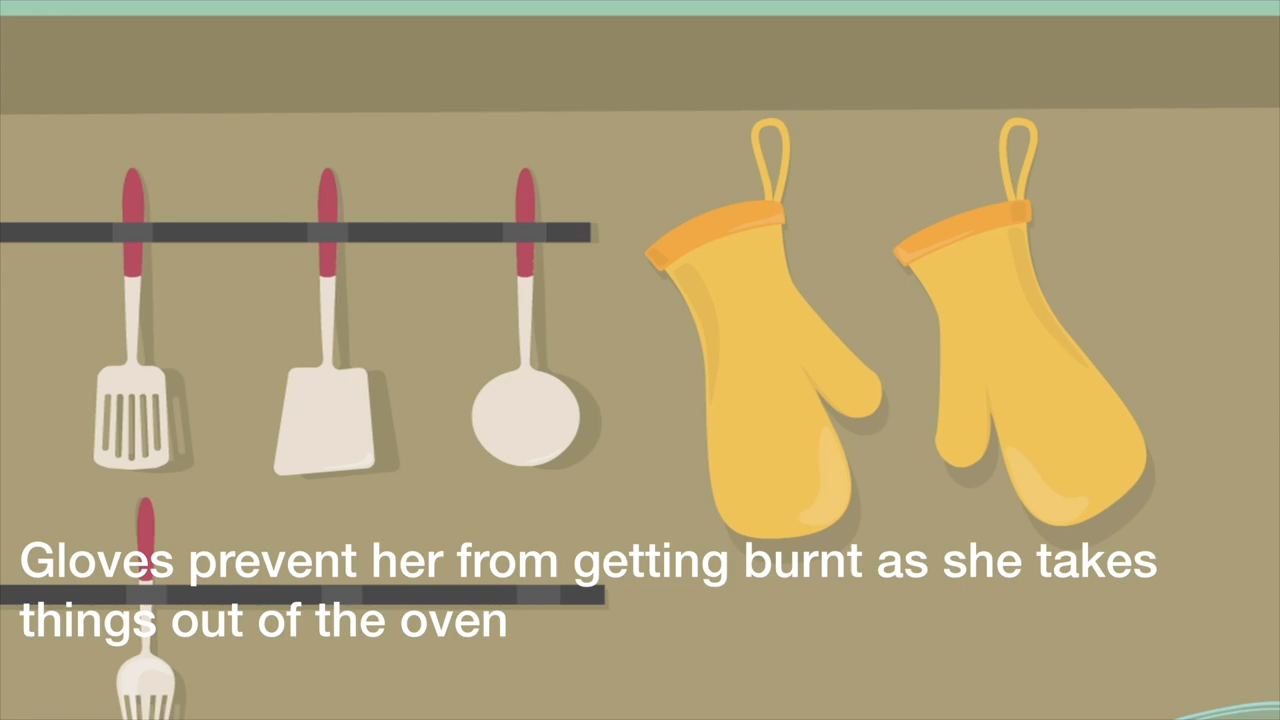 Gloves prevent her from getting burnt as she takes
things out of the oven